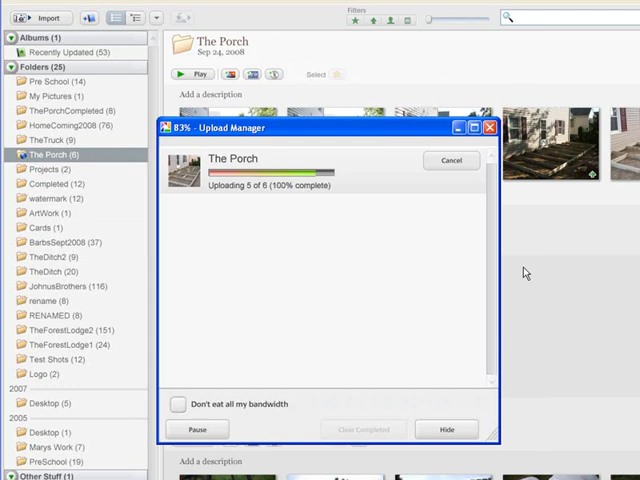 Import
Filters
Albums (1)
Recently Updated (53)
Folders (25)
Pre School (14)
My Pictures (1)
ThePorchCompleted (8)
HomeComing2008 (76)
TheTruck (9)
The Porch (6)
Projects (2)
Completed (12)
watermark (12)
ArtWork (1)
Cards (1)
BarbsSept2008 (37)
TheDitch2 (9)
TheDitch (20)
JohnusBrothers (116)
rename (8)
RENAMED (8)
TheForestLodge2 (151)
TheForestLodge1 (24)
Test Shots (12)
Logo (2)
2007
Desktop (5)
2005
Desktop (1)
Marys Work (7)
PreSchool (19)
Other Stuff (1)
The Porch
Sep 24, 2008
Play
Select
Add a description
83% - Upload Manager
The Porch
Cancel
Uploading 5 of 6 (100% complete)
Don't eat all my bandwidth
Pause
Clear Completed
Hide
Add a description